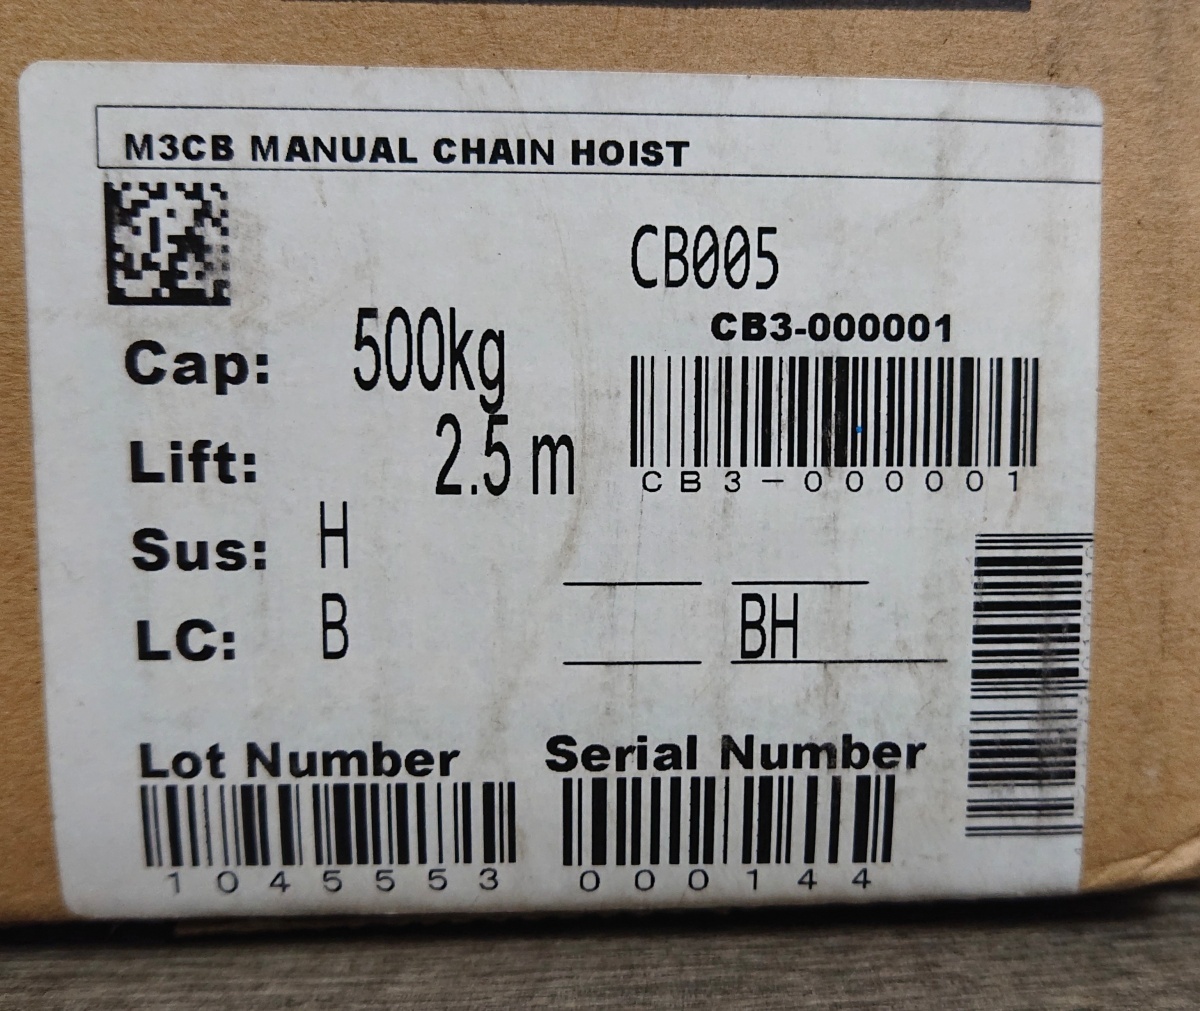 M3CB MANUAL CHAIN HOIST
CB005
CB3-000001
Cap: 500kg
CB3-000001
Lift: 2.5 m
Sus: H
LC: B BH
Lot Number Serial Number
1045553 000144